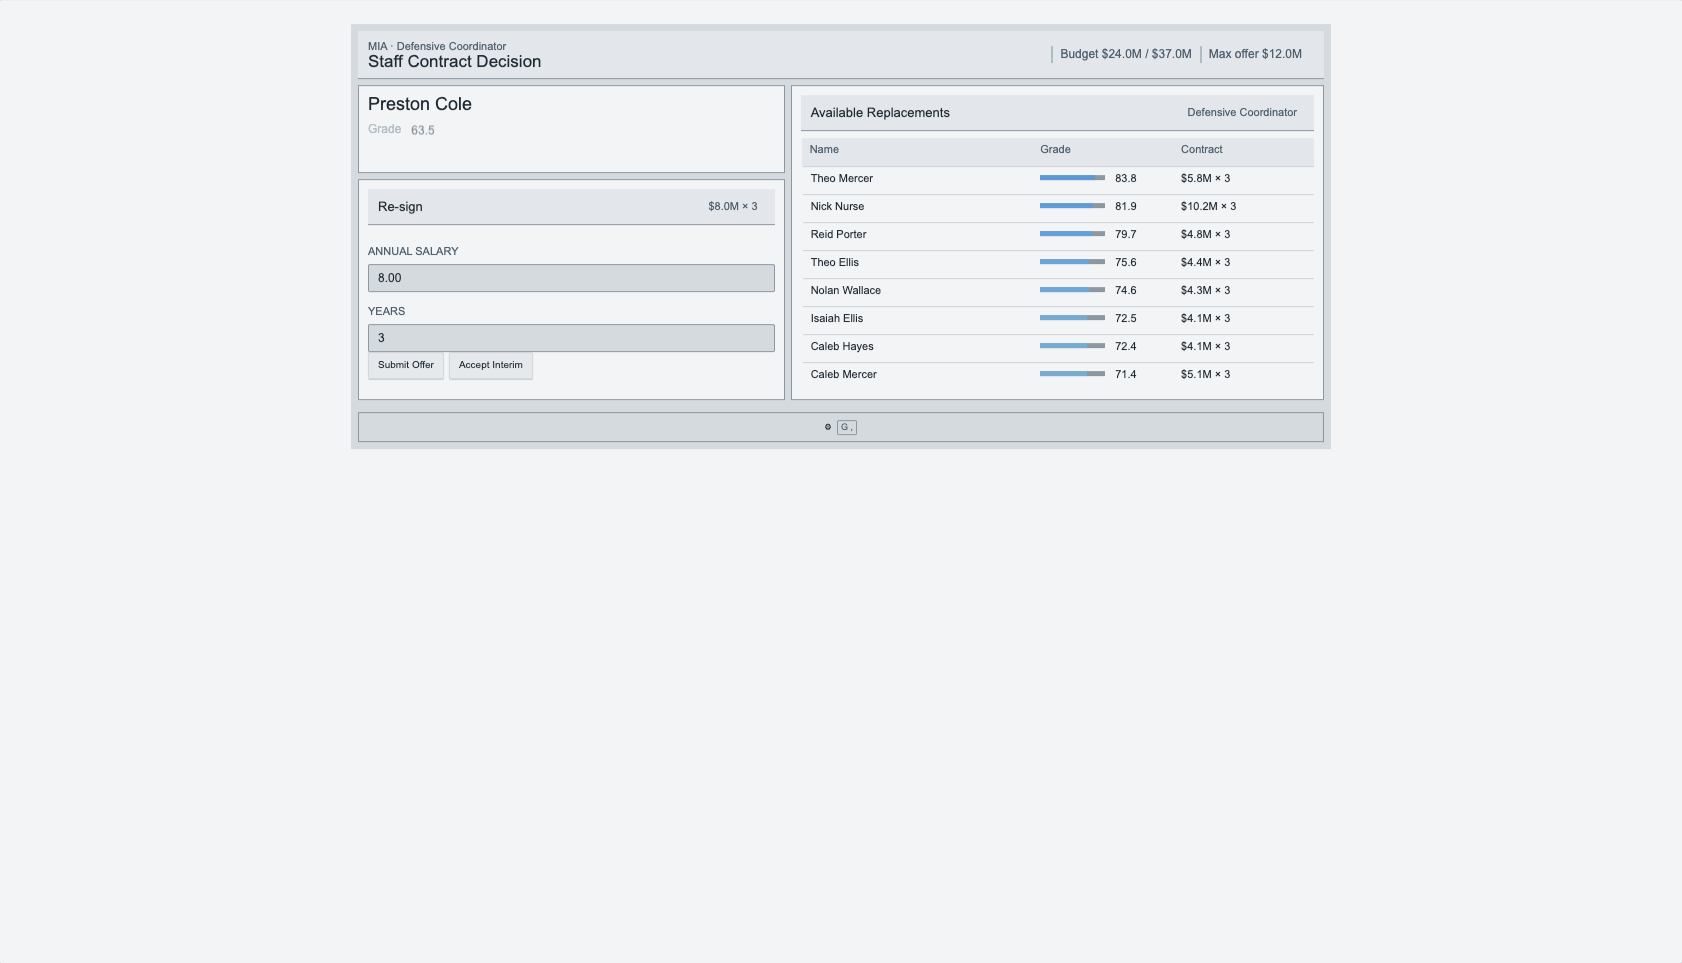 MIA · Defensive Coordinator
Staff Contract Decision
Budget $24.0M / $37.0M
Max offer $12.0M
Preston Cole
Grade 63.5
Re-sign $8.0M × 3
ANNUAL SALARY
8.00
YEARS
3
Submit Offer
Accept Interim
Available Replacements Defensive Coordinator
Name Grade Contract
Theo Mercer 83.8 $5.8M × 3
Nick Nurse 81.9 $10.2M × 3
Reid Porter 79.7 $4.8M × 3
Theo Ellis 75.6 $4.4M × 3
Nolan Wallace 74.6 $4.3M × 3
Isaiah Ellis 72.5 $4.1M × 3
Caleb Hayes 72.4 $4.1M × 3
Caleb Mercer 71.4 $5.1M × 3
⚙ G ,